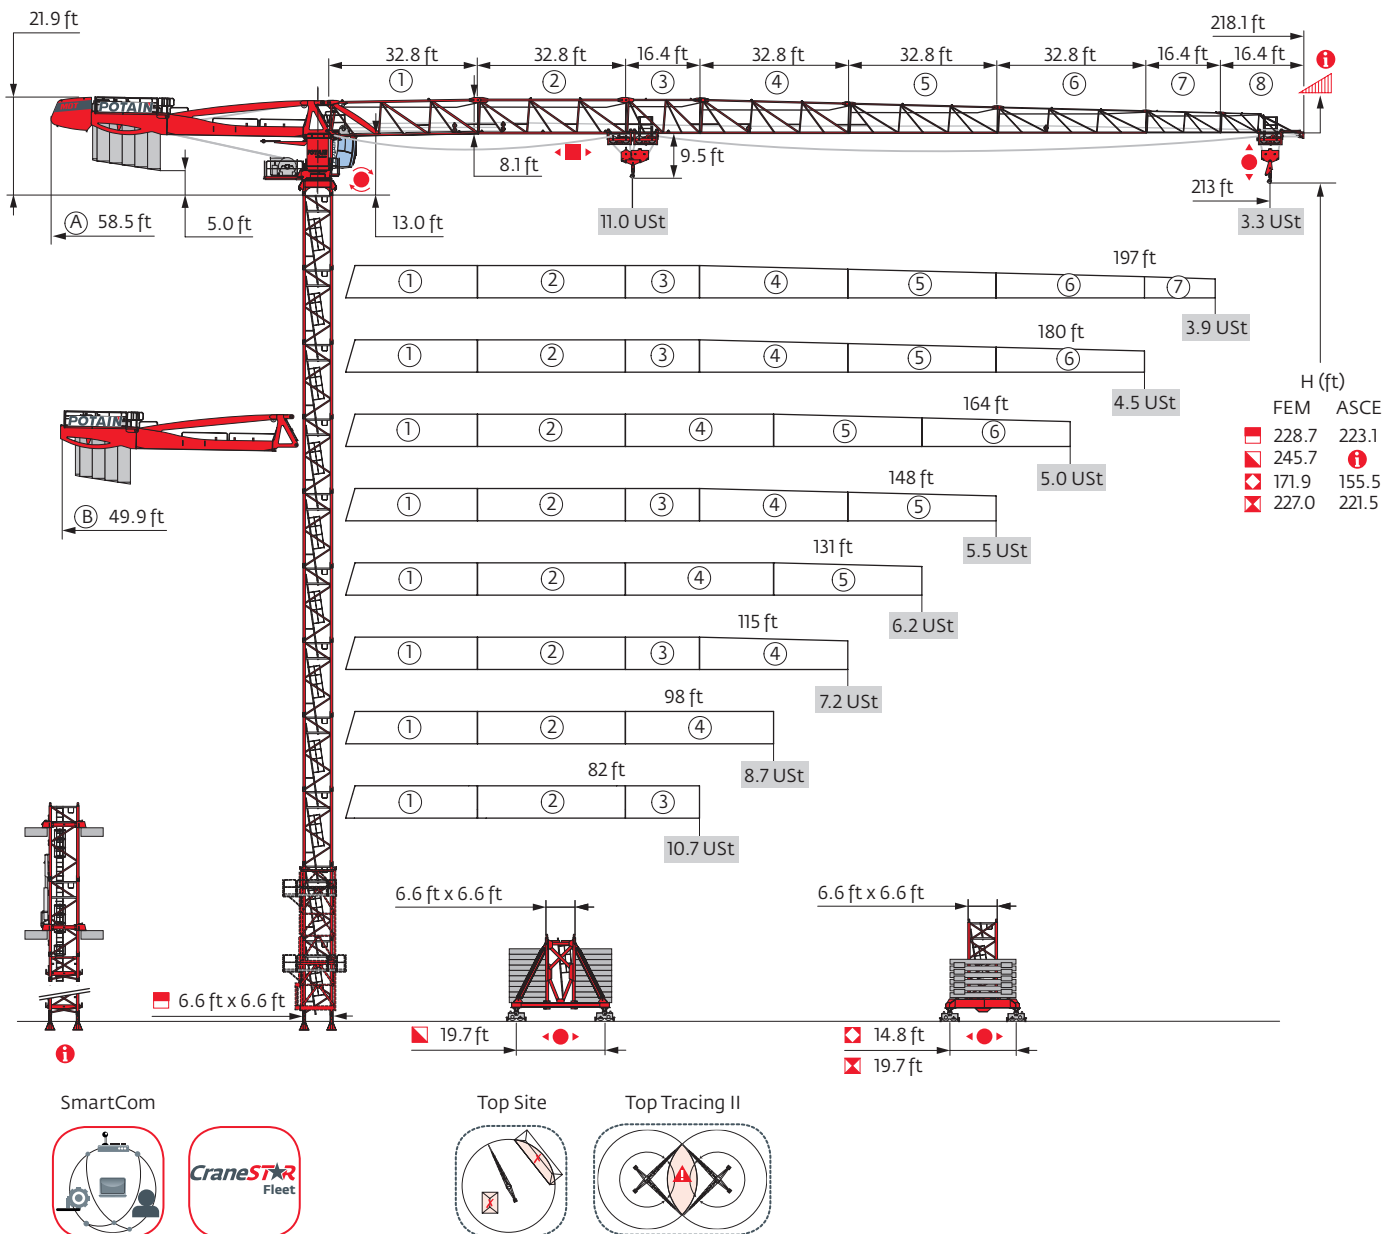 21.9 ft
218.1 ft
32.8 ft 32.8 ft 16.4 ft 32.8 ft 32.8 ft 32.8 ft 16.4 ft 16.4 ft
1 2 3 4 5 6 7 8
i
POTAIN
8.1 ft
9.5 ft
A 58.5 ft
5.0 ft
13.0 ft
11.0 USt
213 ft
3.3 USt
197 ft
1 2 3 4 5 6 7
3.9 USt
180 ft
1 2 3 4 5 6
4.5 USt
H (ft)
FEM ASCE
228.7 223.1
245.7 i
171.9 155.5
227.0 221.5
POTAIN
B 49.9 ft
164 ft
1 2 4 5 6
5.0 USt
148 ft
1 2 3 4 5
5.5 USt
131 ft
1 2 4 5
6.2 USt
115 ft
1 2 3 4
7.2 USt
98 ft
1 2 4
8.7 USt
82 ft
1 2 3
10.7 USt
6.6 ft x 6.6 ft
6.6 ft x 6.6 ft
6.6 ft x 6.6 ft
19.7 ft
14.8 ft
19.7 ft
i
SmartCom
CraneSTAR
Fleet
Top Site
Top Tracing II